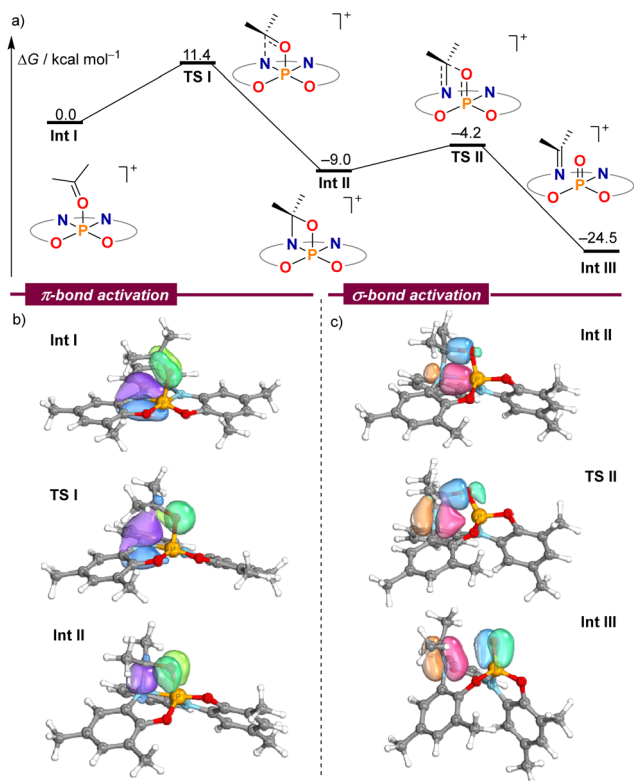 a)
ΔG / kcal mol⁻¹
0.0
Int I
11.4
TS I
–9.0
Int II
–4.2
TS II
–24.5
Int III
O
P
N N
O O
┐+
O
N P N
O O
┐+
O
N P N
O O
┐+
O
N P N
O O
┐+
O
N P N
O O
┐+
π-bond activation
σ-bond activation
b)
Int I
TS I
Int II
c)
Int II
TS II
Int III